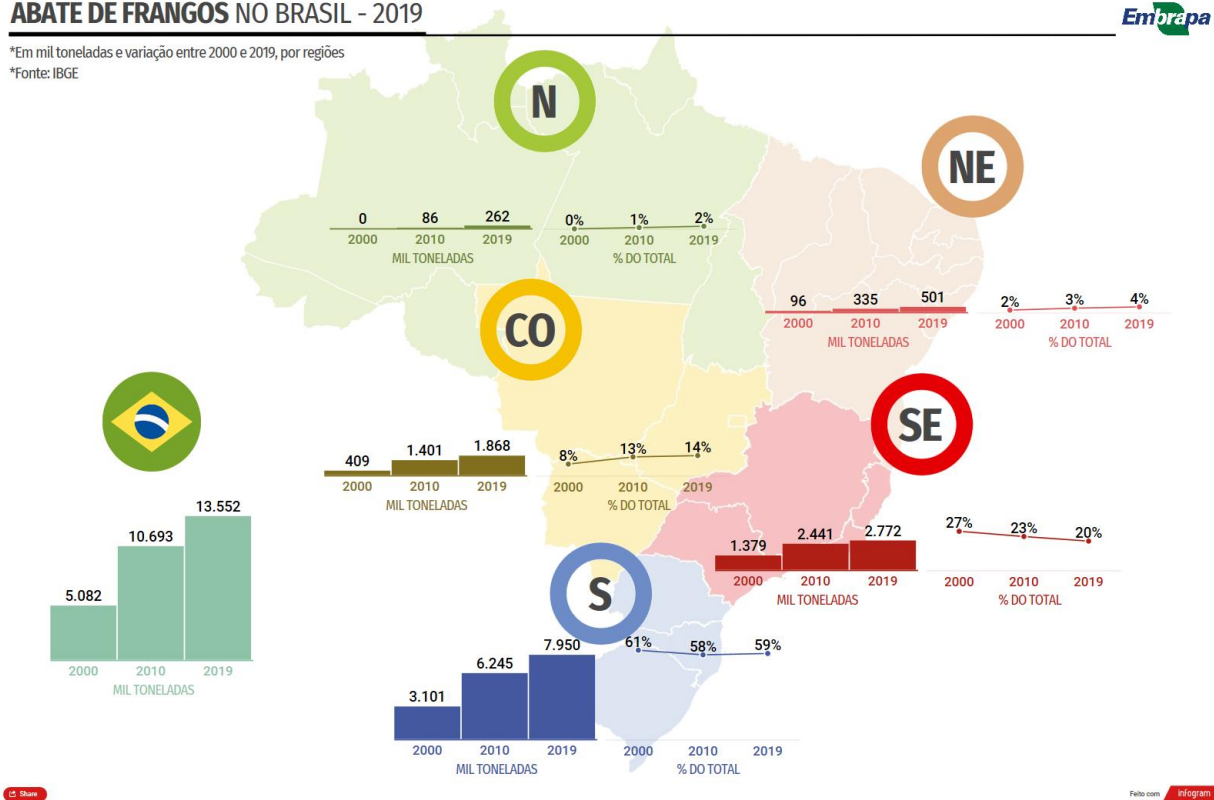 ABATE DE FRANGOS NO BRASIL - 2019
Embrapa
*Em mil toneladas e variação entre 2000 e 2019, por regiões
*Fonte: IBGE
N
0 86 262
2000 2010 2019
MIL TONELADAS
0% 1% 2%
2000 2010 2019
% DO TOTAL
NE
96 335 501
2000 2010 2019
MIL TONELADAS
2% 3% 4%
2000 2010 2019
% DO TOTAL
CO
409 1.401 1.868
2000 2010 2019
MIL TONELADAS
8% 13% 14%
2000 2010 2019
% DO TOTAL
SE
1.379 2.441 2.772
2000 2010 2019
MIL TONELADAS
27% 23% 20%
2000 2010 2019
% DO TOTAL
5.082 10.693 13.552
2000 2010 2019
MIL TONELADAS
S
3.101 6.245 7.950
2000 2010 2019
MIL TONELADAS
61% 58% 59%
2000 2010 2019
% DO TOTAL
Share
Feito com infogram